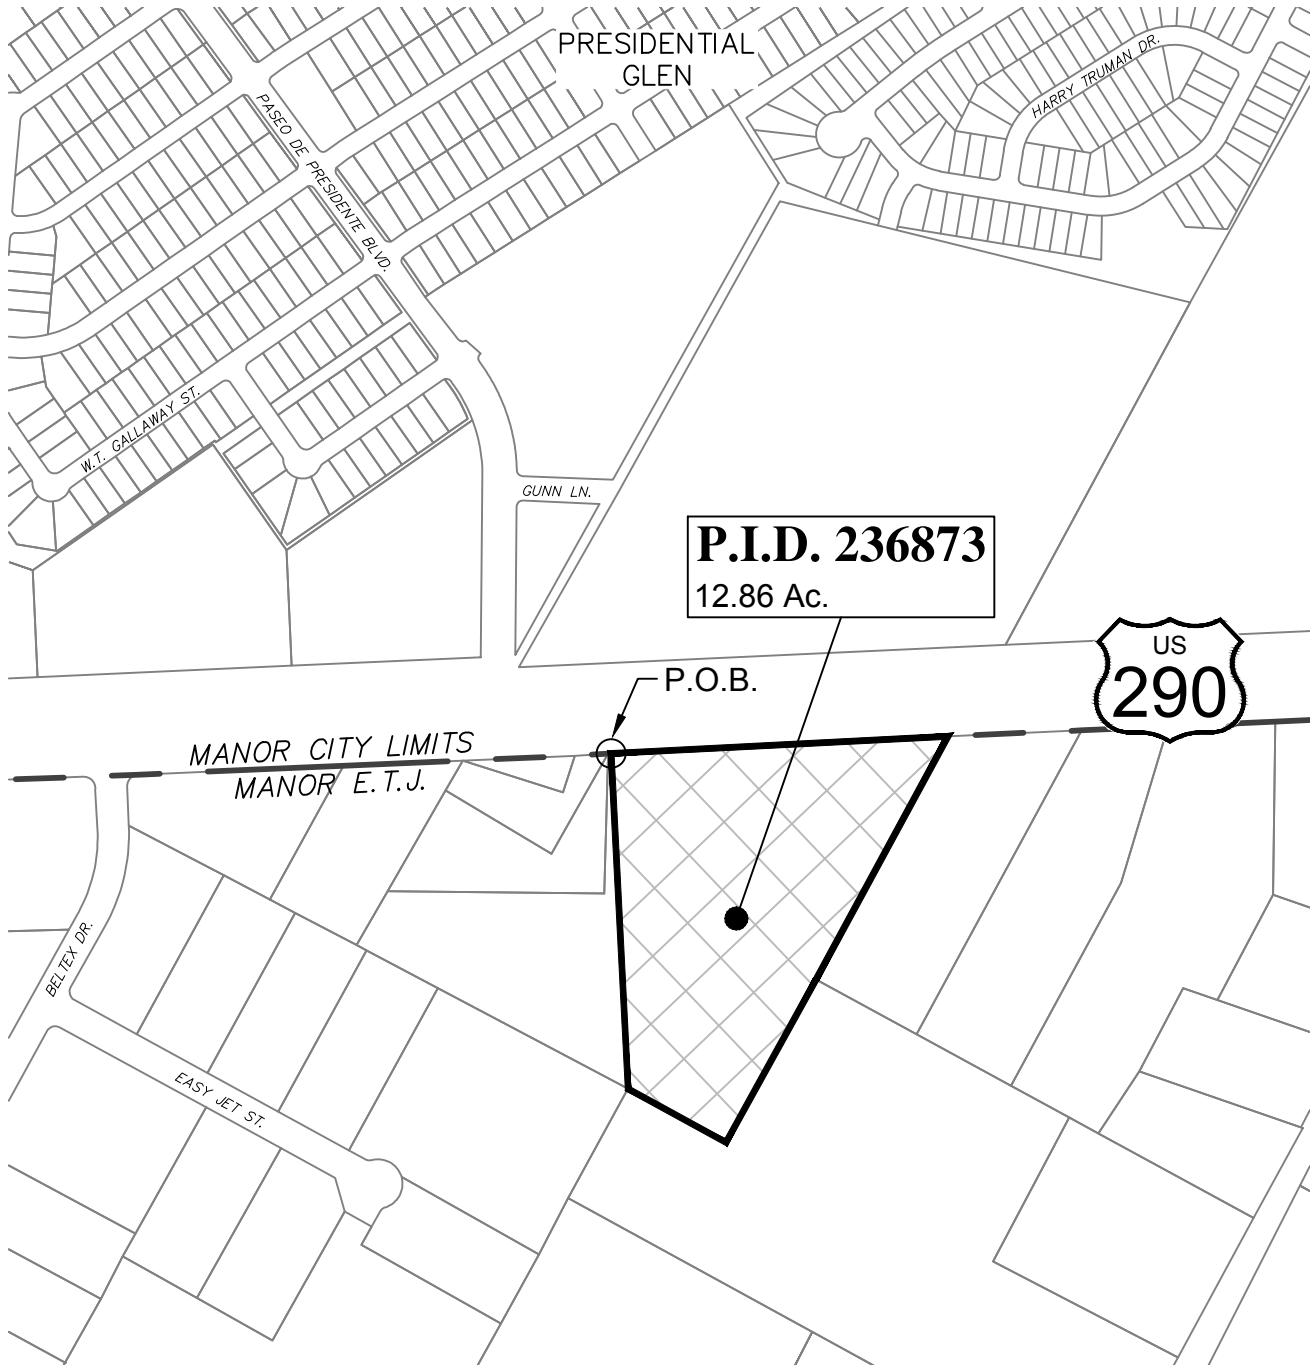 PRESIDENTIAL
GLEN
HARRY TRUMAN DR.
PASEO DE PRESIDENTE BLVD.
W.T. GALLAWAY ST.
GUNN LN.
P.I.D. 236873
12.86 Ac.
US
290
P.O.B.
MANOR CITY LIMITS
MANOR E.T.J.
BELTEX DR.
EASY JET ST.